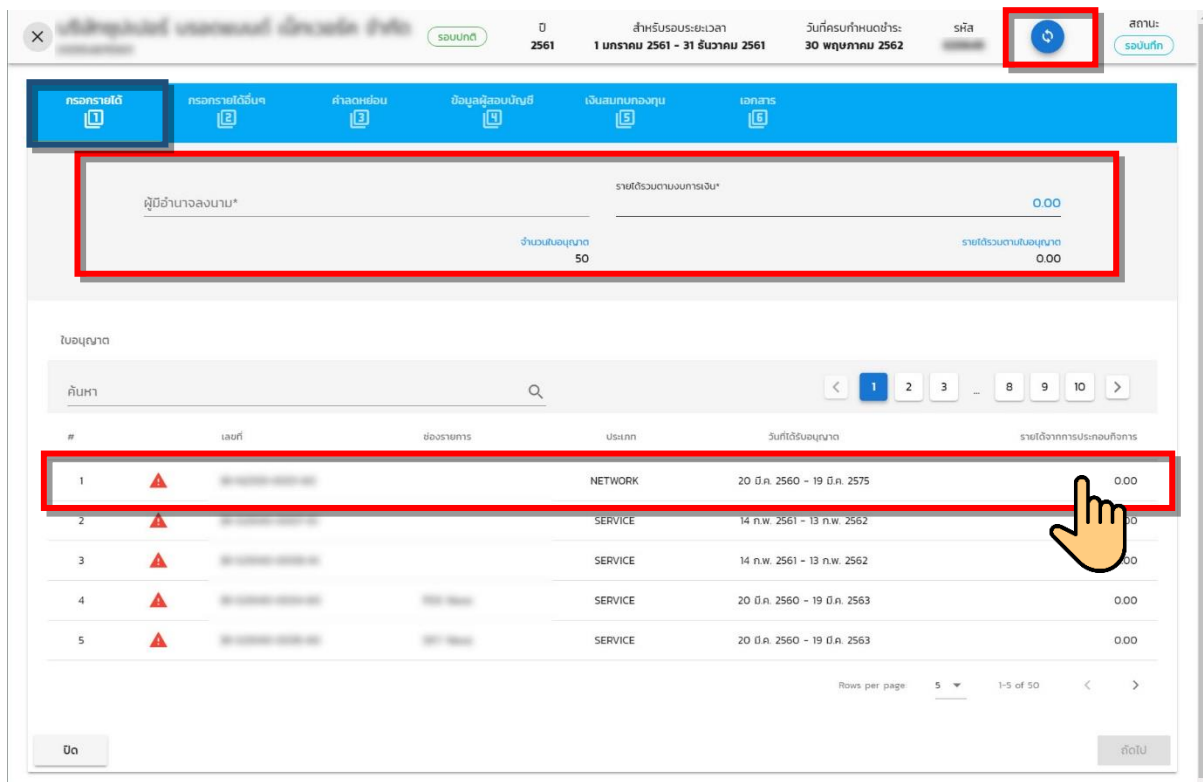 รอบปกติ
ปี
2561
สำหรับรอบระยะเวลา
1 มกราคม 2561 - 31 ธันวาคม 2561
วันที่ครบกำหนดชำระ
30 พฤษภาคม 2562
รหัส
สถานะ
รอบันทึก
กรอกรายได้ กรอกรายได้อื่นๆ ค่าลดหย่อน ข้อมูลผู้สอบบัญชี เงินสมทบกองทุน เอกสาร
1 2 3 4 5 6
รายได้รวมตามงบการเงิน*
ผู้มีอำนาจลงนาม* 0.00
จำนวนใบอนุญาต รายได้รวมตามใบอนุญาต
50 0.00
ใบอนุญาต
ค้นหา 1 2 3 ... 8 9 10
# เลขที่ ช่องรายการ ประเภท วันที่ได้รับอนุญาต รายได้จากการประกอบกิจการ
1 NETWORK 20 มี.ค. 2560 - 19 มี.ค. 2575 0.00
2 SERVICE 14 ก.พ. 2561 - 13 ก.พ. 2562
3 SERVICE 14 ก.พ. 2561 - 13 ก.พ. 2562
4 SERVICE 20 มี.ค. 2560 - 19 มี.ค. 2563 0.00
5 SERVICE 20 มี.ค. 2560 - 19 มี.ค. 2563 0.00
Rows per page: 5 1-5 of 50
ปิด ถัดไป